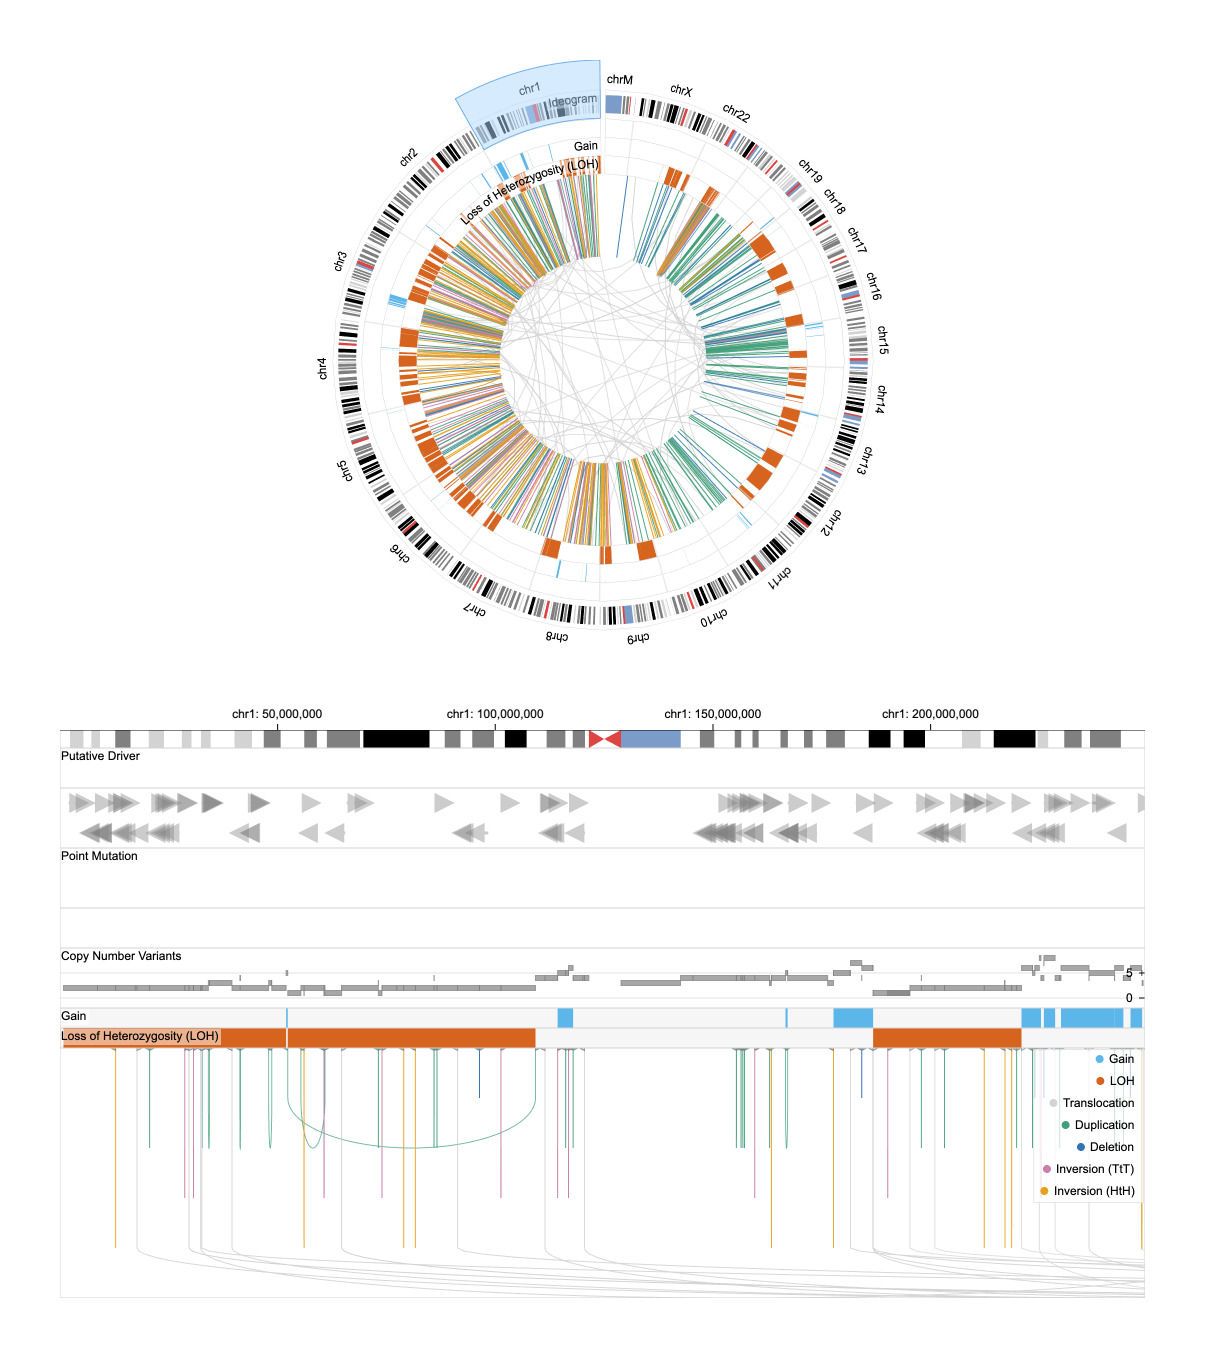 chrM
chrX
chr22
chr19
chr18
chr17
chr16
chr15
chr14
chr13
chr12
chr11
chr10
chr9
chr8
chr7
chr6
chr5
chr4
chr3
chr2
chr1
Ideogram
Gain
Loss of Heterozygosity (LOH)
chr1: 50,000,000 chr1: 100,000,000 chr1: 150,000,000 chr1: 200,000,000
Putative Driver
Point Mutation
Copy Number Variants
5
0
Gain
Loss of Heterozygosity (LOH)
Gain
LOH
Translocation
Duplication
Deletion
Inversion (TtT)
Inversion (HtH)